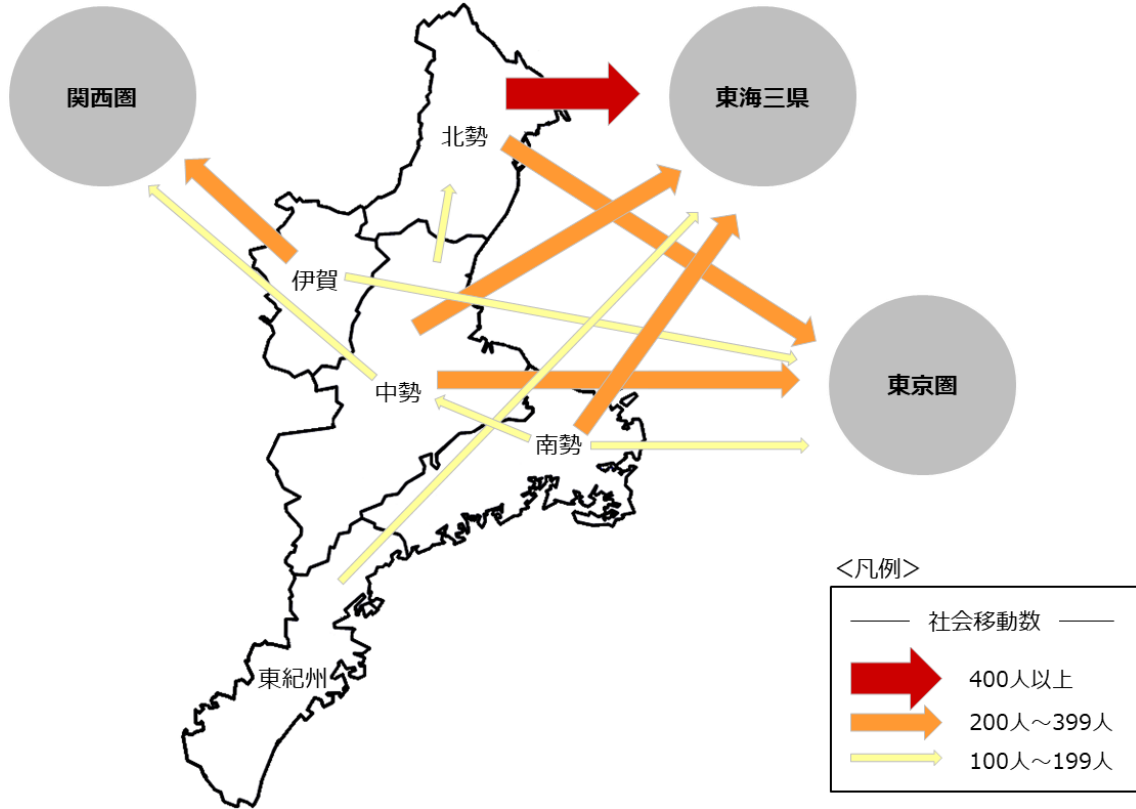 関西圏
東海三県
北勢
伊賀
東京圏
中勢
南勢
東紀州
<凡例>
社会移動数
400人以上
200人~399人
100人~199人